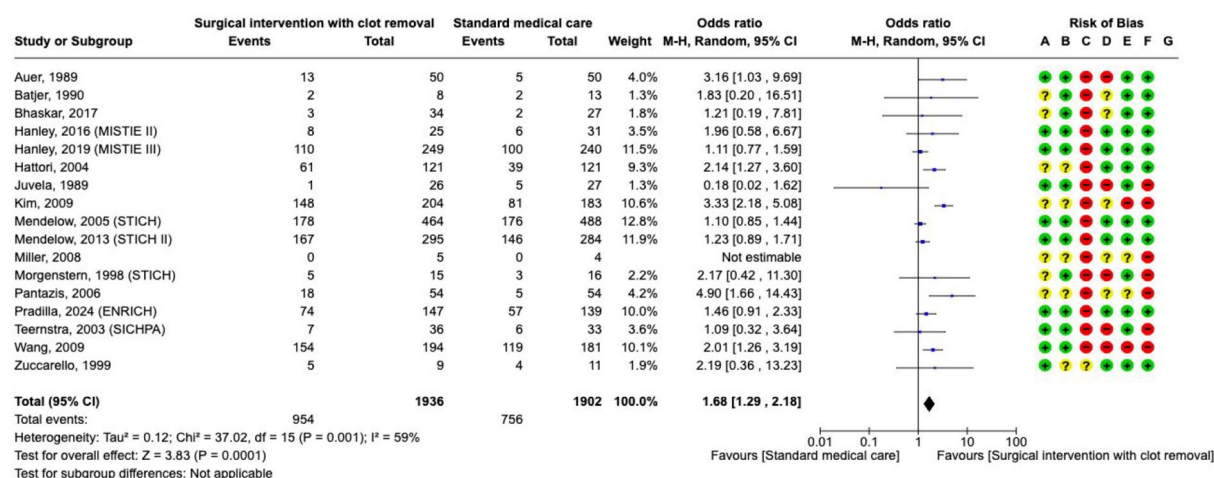 Surgical intervention with clot removal Standard medical care Odds ratio Odds ratio Risk of Bias
Study or Subgroup Events Total Events Total Weight M-H, Random, 95% CI M-H, Random, 95% CI A B C D E F G
Auer, 1989 13 50 5 50 4.0% 3.16 [1.03 , 9.69] + + - - + +
Batjer, 1990 2 8 2 13 1.3% 1.83 [0.20 , 16.51] ? + - ? + +
Bhaskar, 2017 3 34 2 27 1.8% 1.21 [0.19 , 7.81] ? + - ? + +
Hanley, 2016 (MISTIE II) 8 25 6 31 3.5% 1.96 [0.58 , 6.67] + + - + + +
Hanley, 2019 (MISTIE III) 110 249 100 240 11.5% 1.11 [0.77 , 1.59] + + - + + +
Hattori, 2004 61 121 39 121 9.3% 2.14 [1.27 , 3.60] ? ? - + + +
Juvela, 1989 1 26 5 27 1.3% 0.18 [0.02 , 1.62] + + - - + -
Kim, 2009 148 204 81 183 10.6% 3.33 [2.18 , 5.08] ? ? - ? - -
Mendelow, 2005 (STICH) 178 464 176 488 12.8% 1.10 [0.85 , 1.44] + + - + + +
Mendelow, 2013 (STICH II) 167 295 146 284 11.9% 1.23 [0.89 , 1.71] + + - + + +
Miller, 2008 0 5 0 4 Not estimable ? ? - ? ? -
Morgenstern, 1998 (STICH) 5 15 3 16 2.2% 2.17 [0.42 , 11.30] ? + - - + -
Pantazis, 2006 18 54 5 54 4.2% 4.90 [1.66 , 14.43] ? ? - ? ? -
Pradilla, 2024 (ENRICH) 74 147 57 139 10.0% 1.46 [0.91 , 2.33] + + - + + +
Teernstra, 2003 (SICHPA) 7 36 6 33 3.6% 1.09 [0.32 , 3.64] + + - - + -
Wang, 2009 154 194 119 181 10.1% 2.01 [1.26 , 3.19] + + - - - -
Zuccarello, 1999 5 9 4 11 1.9% 2.19 [0.36 , 13.23] + ? ? + + +
Total (95% CI) 1936 1902 100.0% 1.68 [1.29 , 2.18]
Total events: 954 756
Heterogeneity: Tau² = 0.12; Chi² = 37.02, df = 15 (P = 0.001); I² = 59%
0.01 0.1 1 10 100
Test for overall effect: Z = 3.83 (P = 0.0001)
Favours [Standard medical care] Favours [Surgical intervention with clot removal]
Test for subgroup differences: Not applicable